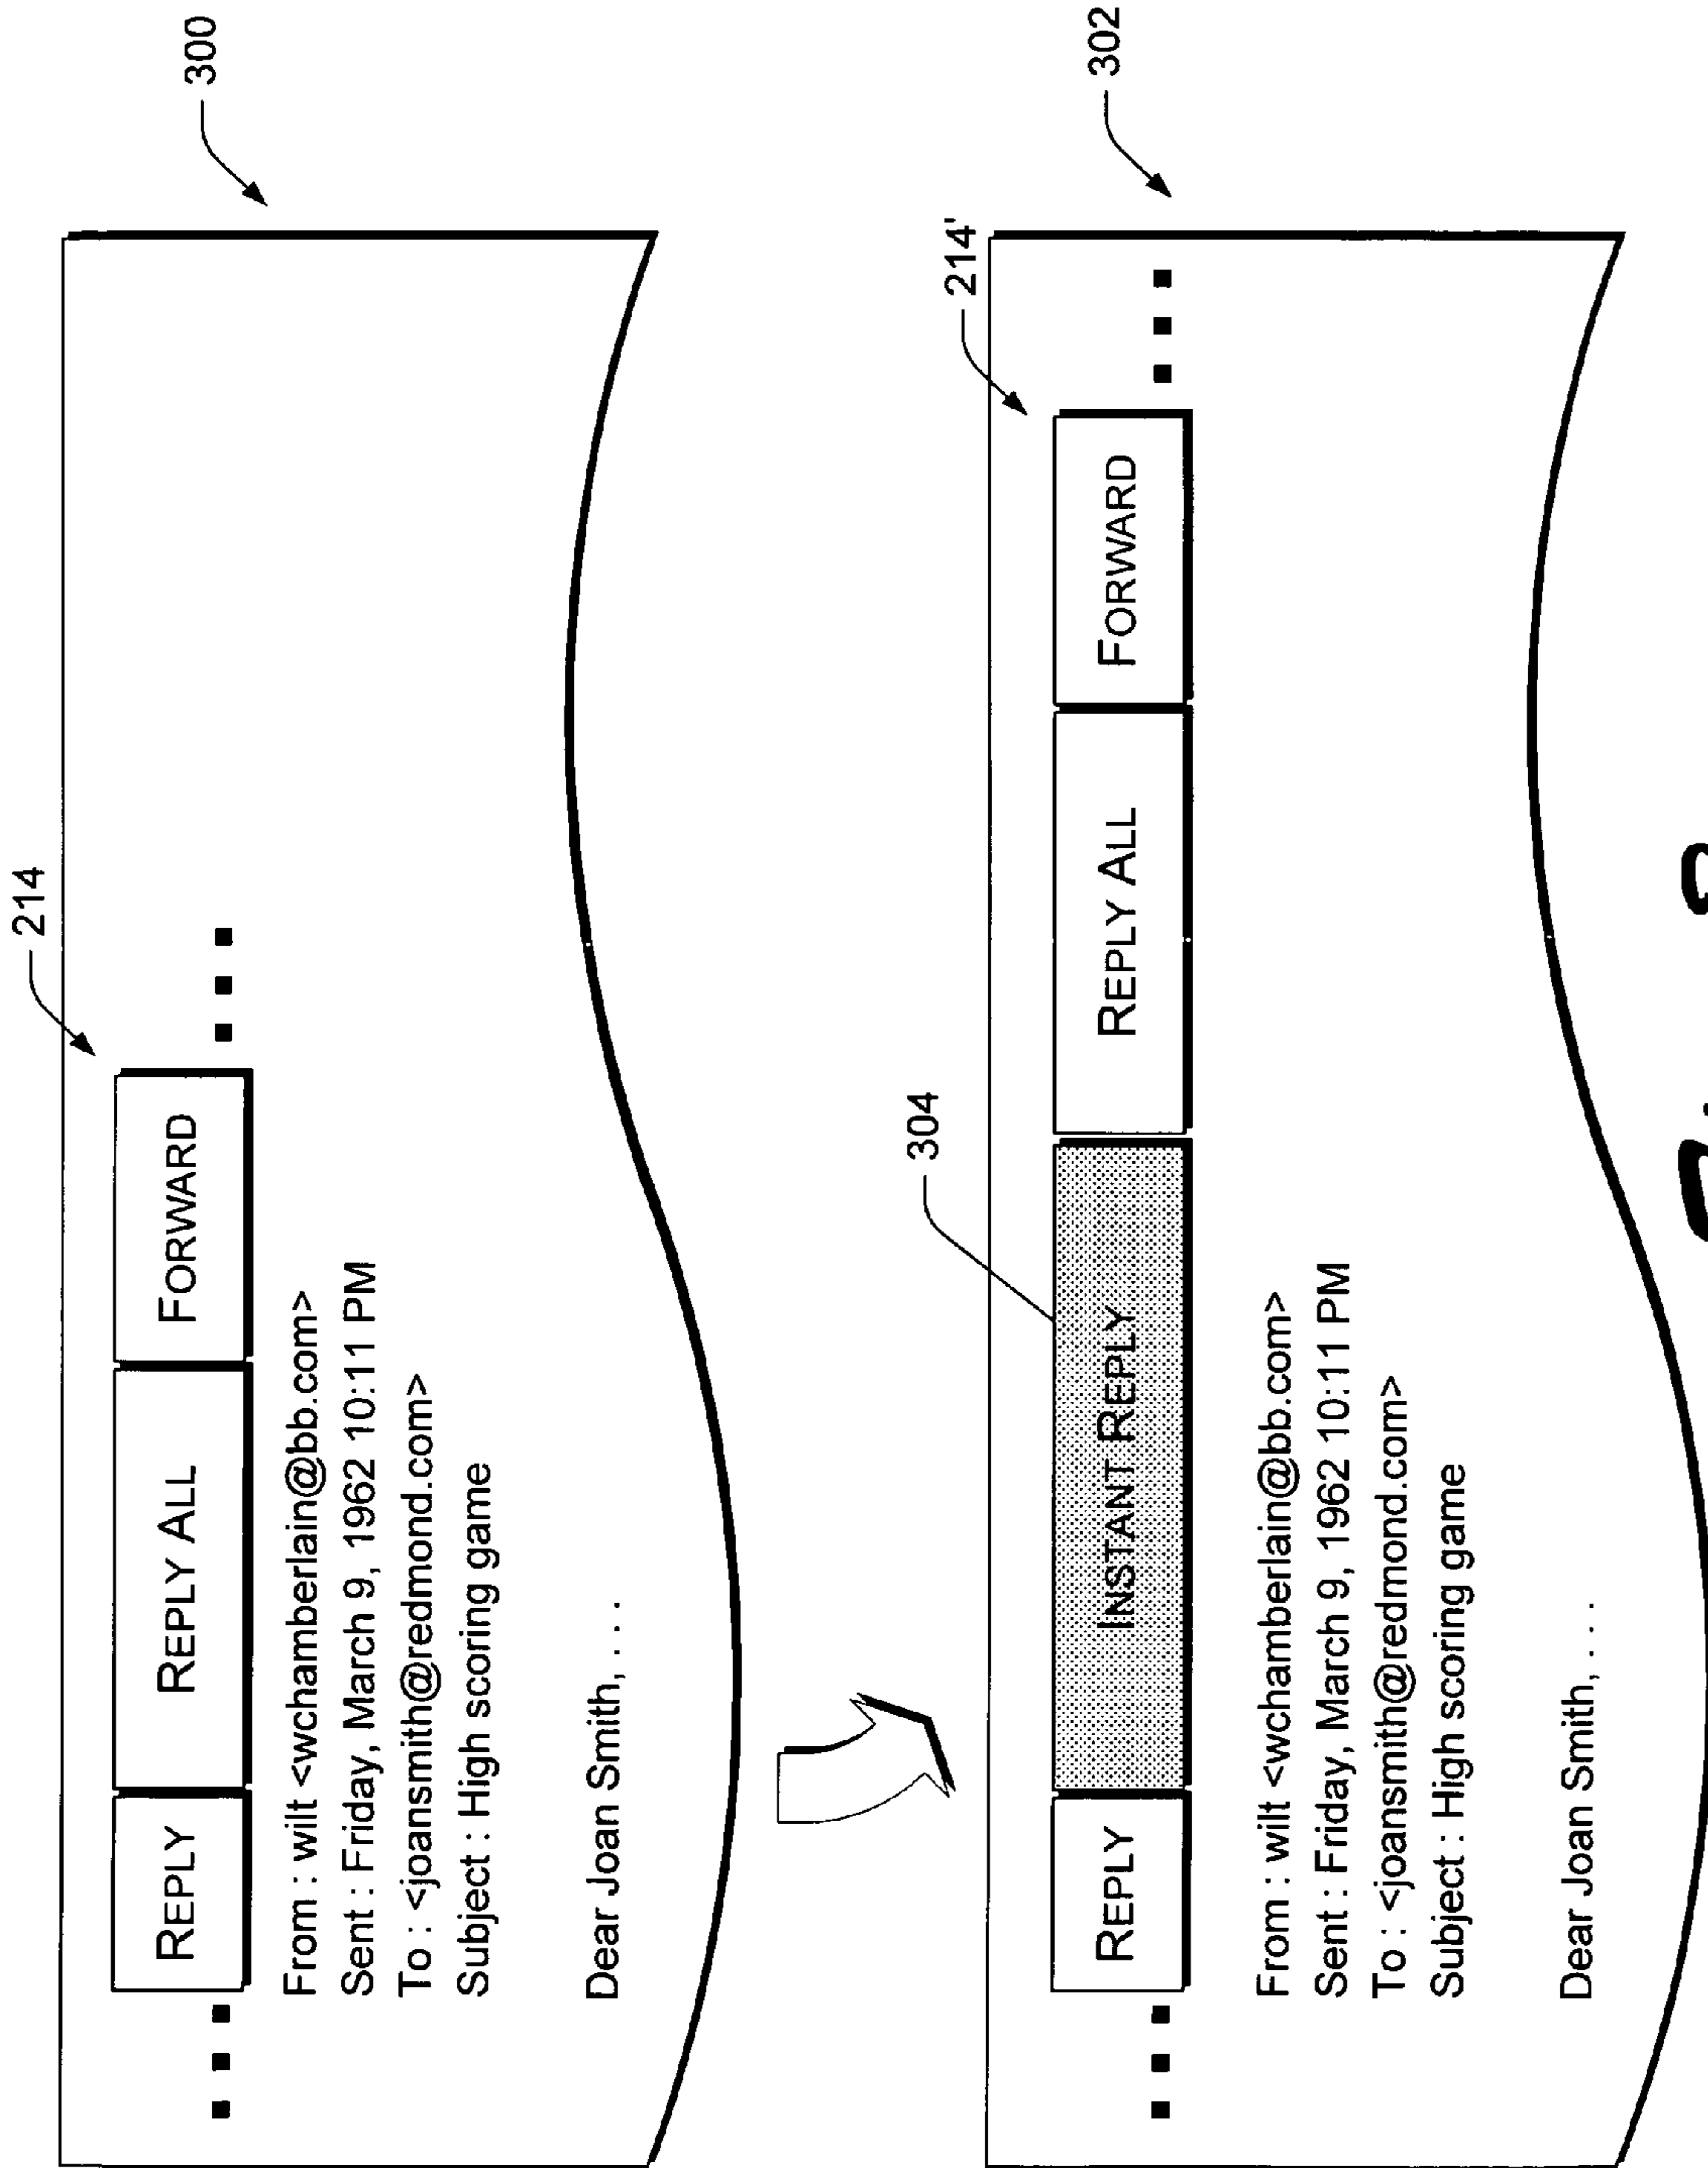 300
214
REPLY REPLY ALL FORWARD
From : wilt <wchamberlain@bb.com>
Sent : Friday, March 9, 1962 10:11 PM
To : <joansmith@redmond.com>
Subject : High scoring game
Dear Joan Smith, . . .
302
214'
304
REPLY INSTANT REPLY REPLY ALL FORWARD
From : wilt <wchamberlain@bb.com>
Sent : Friday, March 9, 1962 10:11 PM
To : <joansmith@redmond.com>
Subject : High scoring game
Dear Joan Smith, . . .